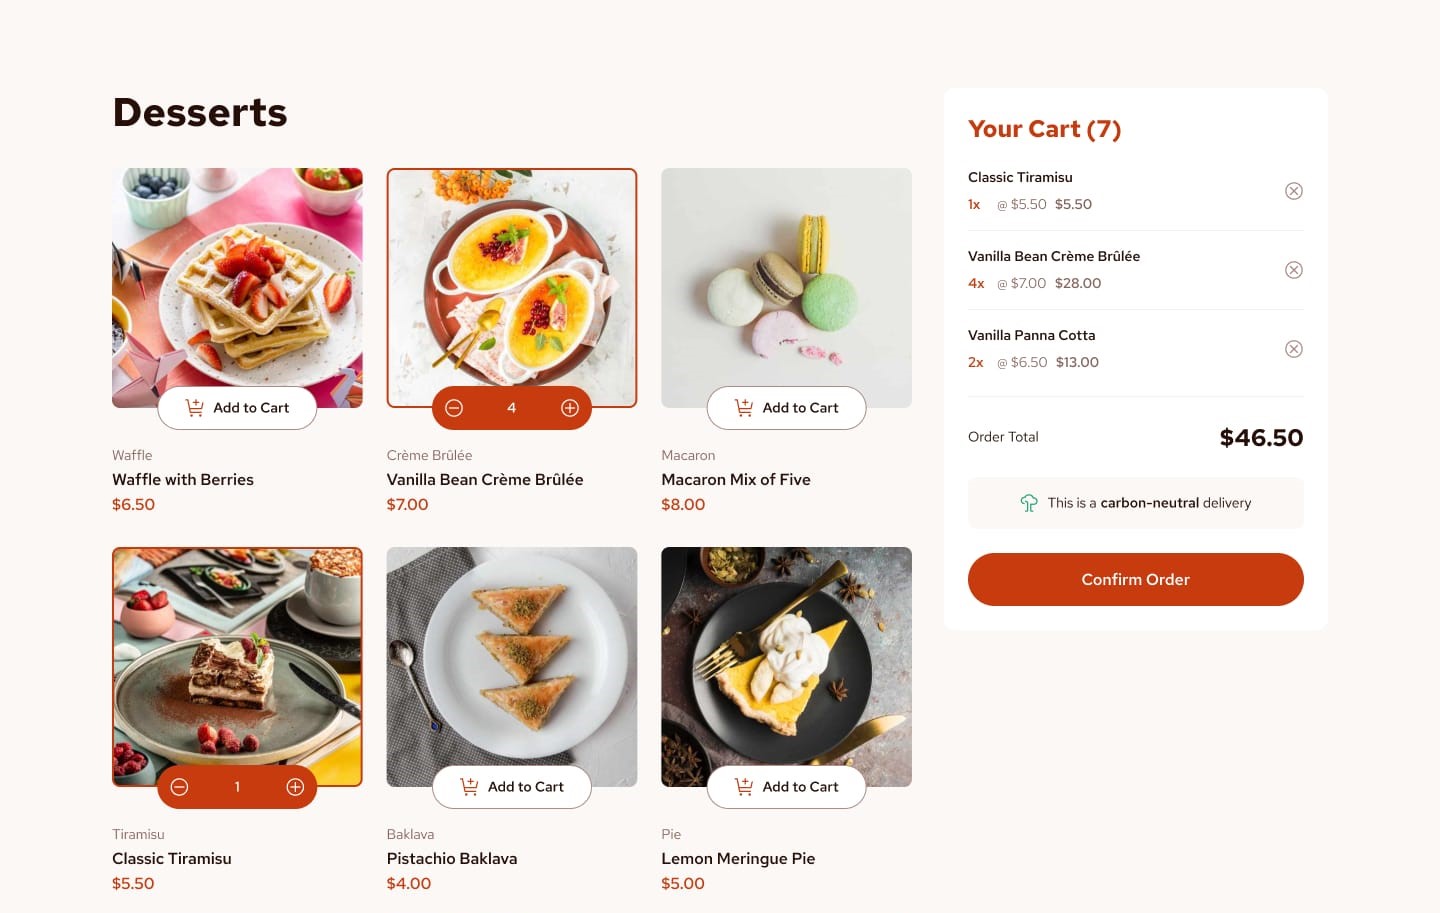 Desserts
Add to Cart
Waffle
Waffle with Berries
$6.50
4
Crème Brûlée
Vanilla Bean Crème Brûlée
$7.00
Add to Cart
Macaron
Macaron Mix of Five
$8.00
1
Tiramisu
Classic Tiramisu
$5.50
Add to Cart
Baklava
Pistachio Baklava
$4.00
Add to Cart
Pie
Lemon Meringue Pie
$5.00
Your Cart (7)
Classic Tiramisu
1x @ $5.50 $5.50
Vanilla Bean Crème Brûlée
4x @ $7.00 $28.00
Vanilla Panna Cotta
2x @ $6.50 $13.00
Order Total $46.50
This is a carbon-neutral delivery
Confirm Order